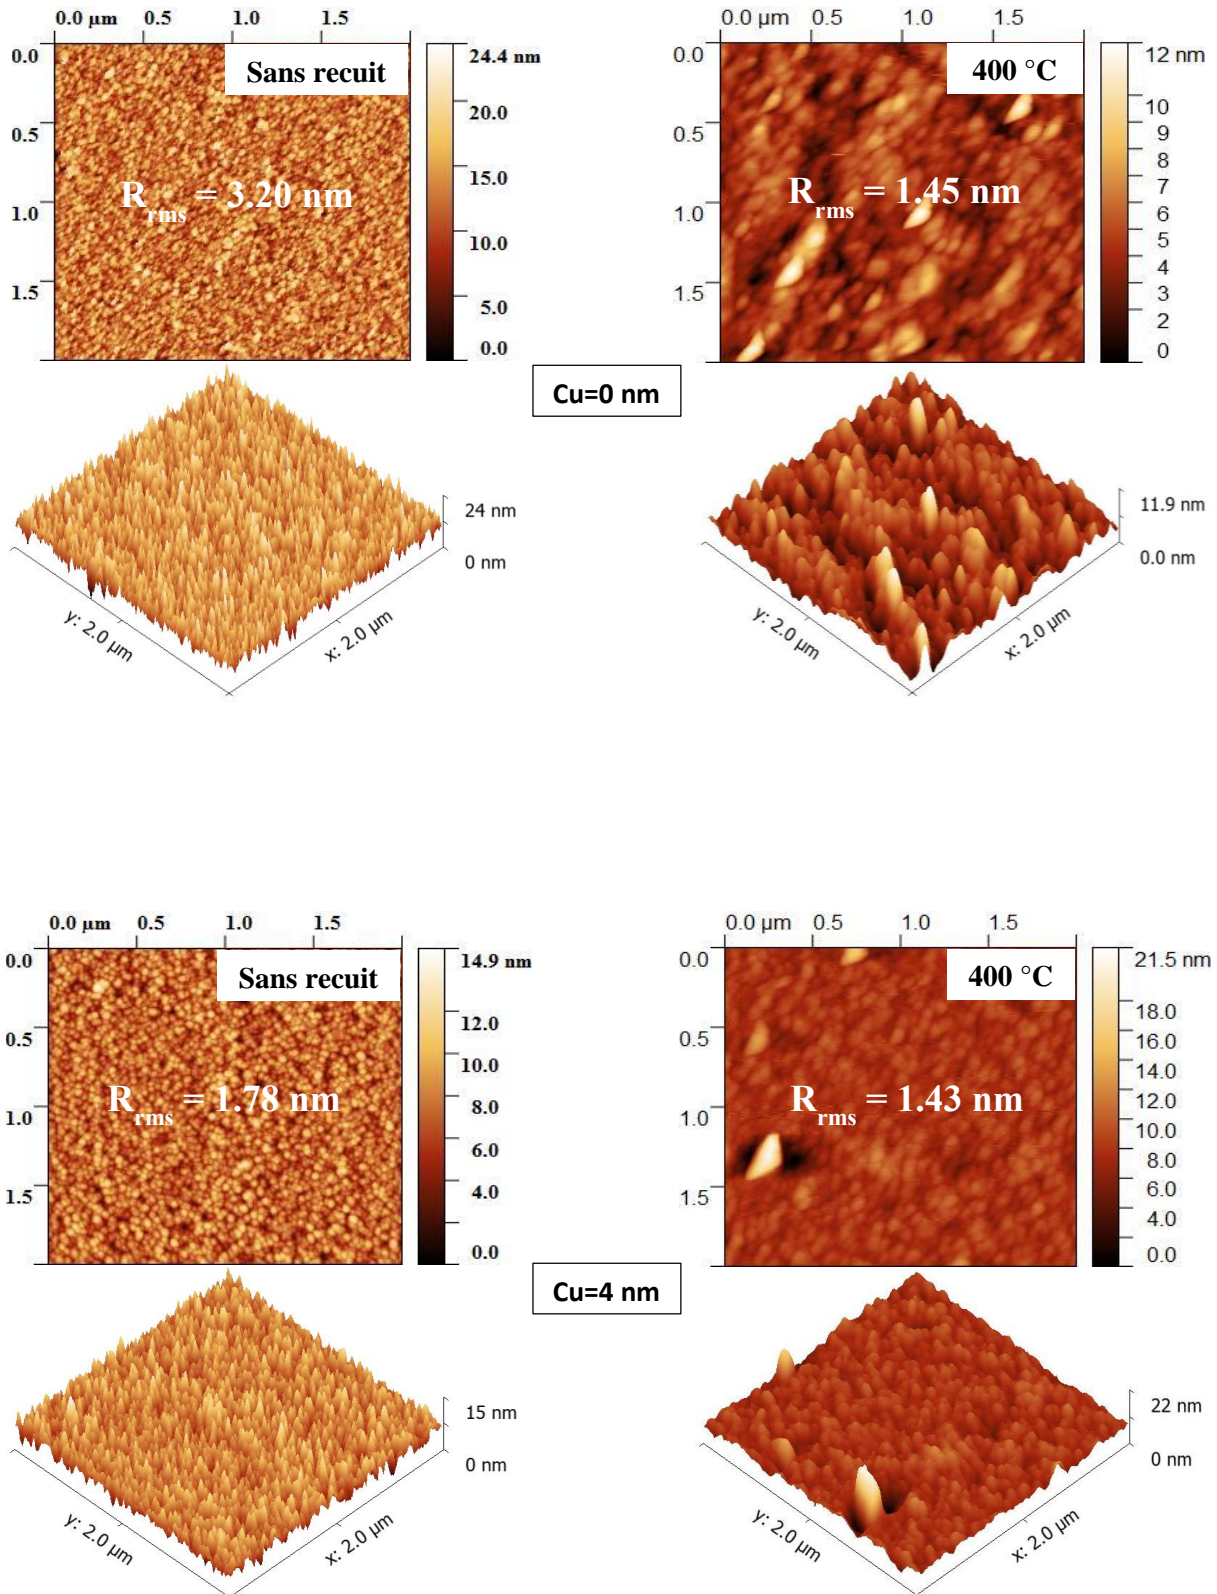 0.0 µm 0.5 1.0 1.5
0.0
0.5
1.0
1.5
Sans recuit
Rrms = 3.20 nm
24.4 nm
20.0
15.0
10.0
5.0
0.0
0.0 µm 0.5 1.0 1.5
0.0
0.5
1.0
1.5
400 °C
Rrms = 1.45 nm
12 nm
10
9
8
7
6
5
4
3
2
0
Cu=0 nm
24 nm
0 nm
y: 2.0 µm
x: 2.0 µm
11.9 nm
0.0 nm
y: 2.0 µm
x: 2.0 µm
0.0 µm 0.5 1.0 1.5
0.0
0.5
1.0
1.5
Sans recuit
Rrms = 1.78 nm
14.9 nm
12.0
10.0
8.0
6.0
4.0
0.0
0.0 µm 0.5 1.0 1.5
0.0
0.5
1.0
1.5
400 °C
Rrms = 1.43 nm
21.5 nm
18.0
16.0
14.0
12.0
10.0
8.0
6.0
4.0
0.0
Cu=4 nm
15 nm
0 nm
y: 2.0 µm
x: 2.0 µm
22 nm
0 nm
y: 2.0 µm
x: 2.0 µm